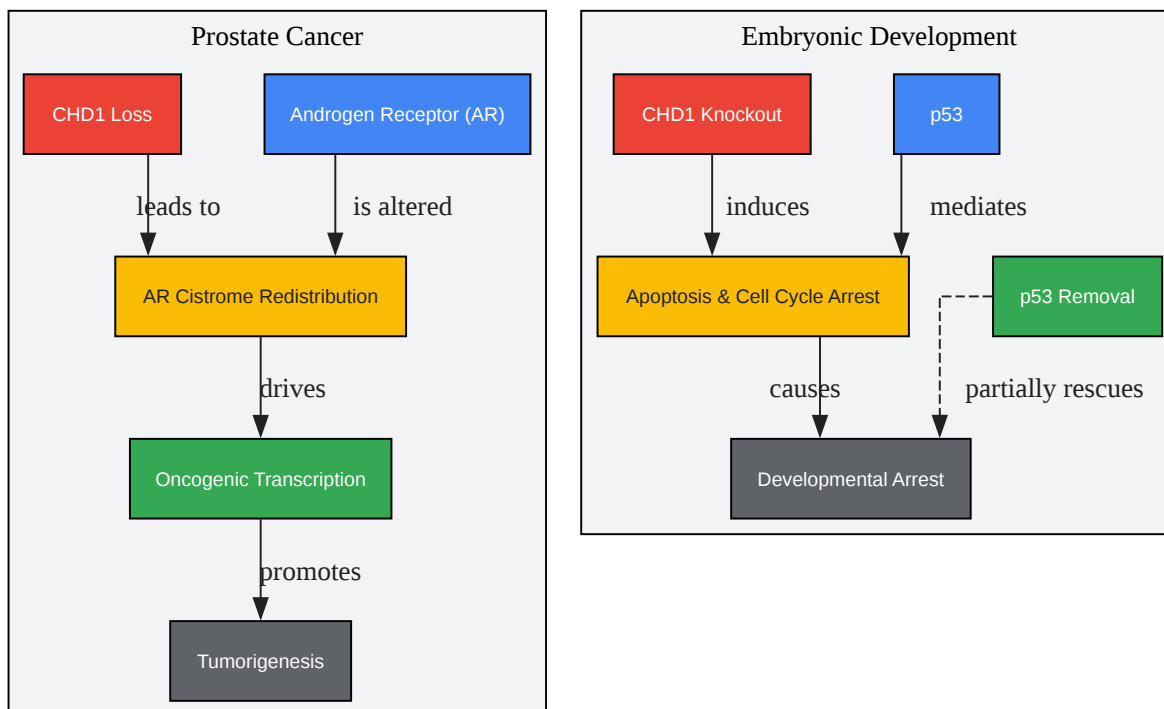 Prostate Cancer
CHD1 Loss
Androgen Receptor (AR)
leads to
is altered
AR Cistrome Redistribution
drives
Oncogenic Transcription
promotes
Tumorigenesis
Embryonic Development
CHD1 Knockout
p53
induces
mediates
Apoptosis & Cell Cycle Arrest
p53 Removal
causes
partially rescues
Developmental Arrest